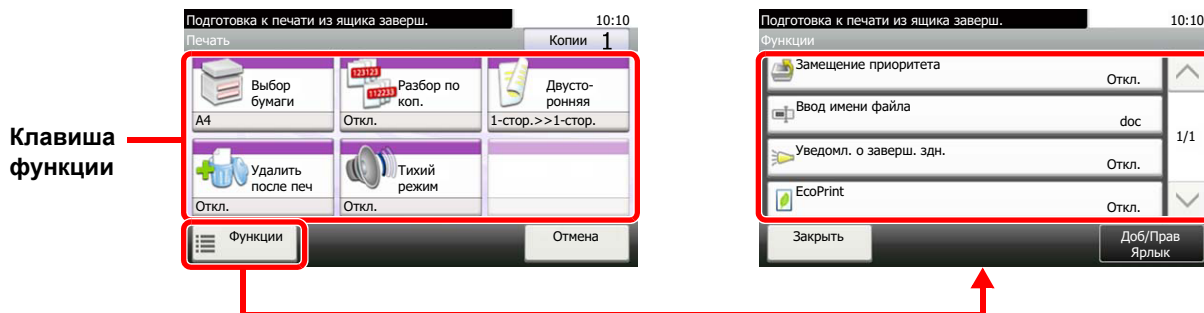 Клавиша
функции
Подготовка к печати из ящика заверш.
10:10
Печать
Копии 1
123123
112233
Выбор
бумаги
A4
Разбор по
коп.
Откл.
Двусто-
ронняя
1-стор.>>1-стор.
Удалить
после печ
Откл.
Тихий
режим
Откл.
Функции
Отмена
Подготовка к печати из ящика заверш.
10:10
Функции
Замещение приоритета
Откл.
Ввод имени файла
doc
Уведомл. о заверш. здн.
Откл.
EcoPrint
Откл.
1/1
Закрыть
Доб/Прав
Ярлык